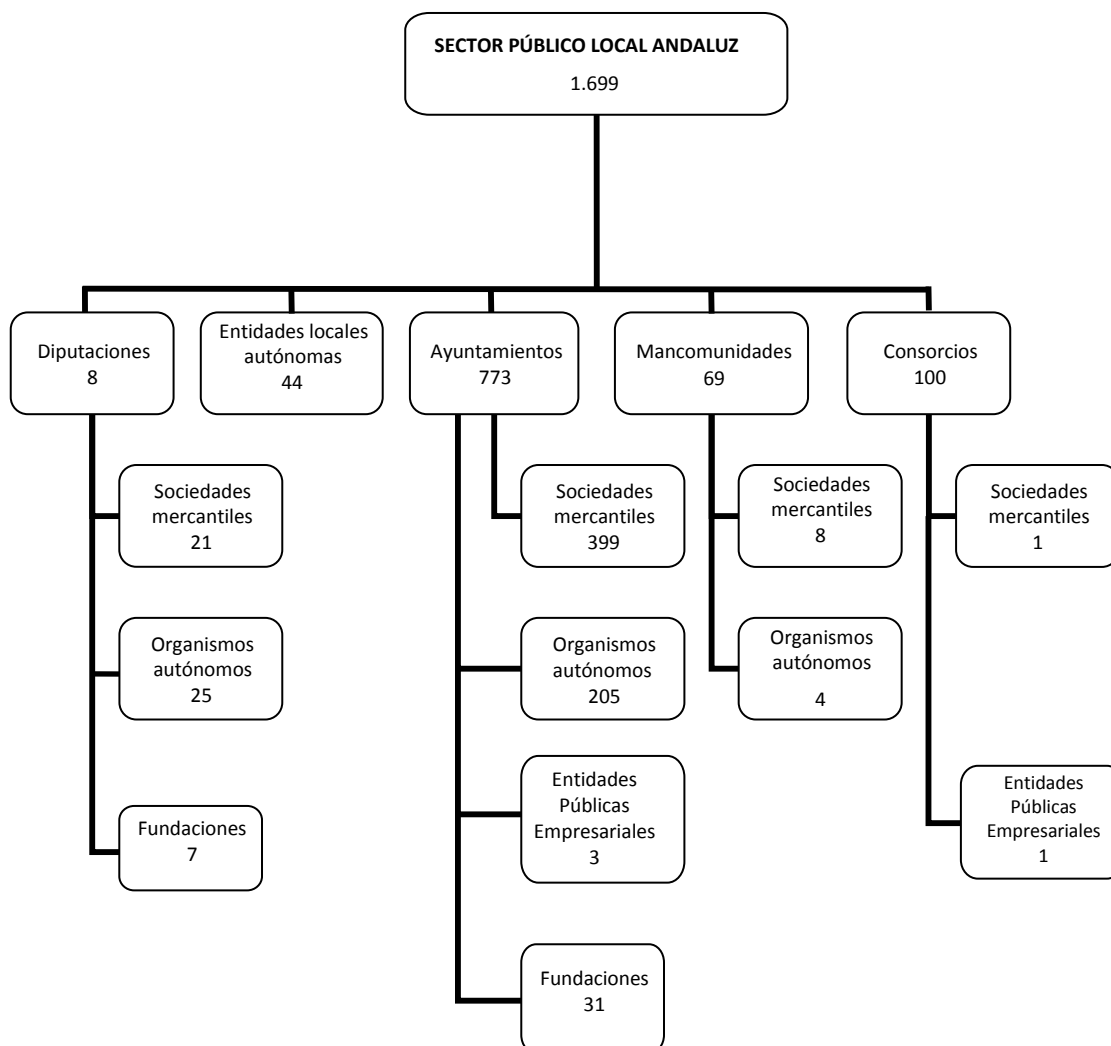 SECTOR PÚBLICO LOCAL ANDALUZ
1.699
Diputaciones
8
Entidades locales
autónomas
44
Ayuntamientos
773
Mancomunidades
69
Consorcios
100
Sociedades
mercantiles
21
Organismos
autónomos
25
Fundaciones
7
Sociedades
mercantiles
399
Organismos
autónomos
205
Entidades
Públicas
Empresariales
3
Fundaciones
31
Sociedades
mercantiles
8
Organismos
autónomos
4
Sociedades
mercantiles
1
Entidades
Públicas
Empresariales
1